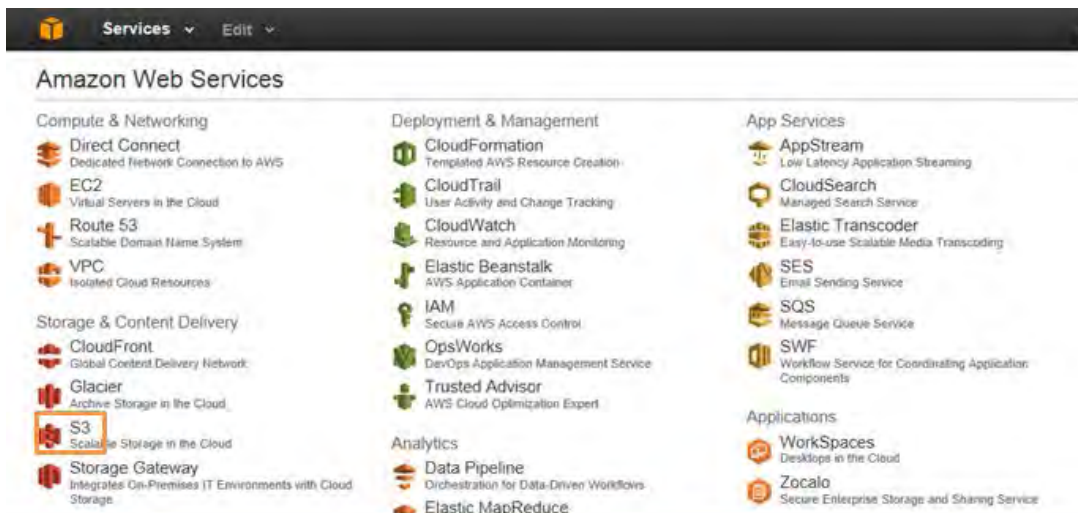 Services Edit
Amazon Web Services
Compute & Networking
Direct Connect
Dedicated Network Connection to AWS
EC2
Virtual Servers in the Cloud
Route 53
Scalable Domain Name System
VPC
Isolated Cloud Resources
Storage & Content Delivery
CloudFront
Global Content Delivery Network
Glacier
Archive Storage in the Cloud
S3
Scalable Storage in the Cloud
Storage Gateway
Integrates On-Premises IT Environments with Cloud
Storage
Deployment & Management
CloudFormation
Templated AWS Resource Creation
CloudTrail
User Activity and Change Tracking
CloudWatch
Resource and Application Monitoring
Elastic Beanstalk
AWS Application Container
IAM
Secure AWS Access Control
OpsWorks
DevOps Application Management Service
Trusted Advisor
AWS Cloud Optimization Expert
Analytics
Data Pipeline
Orchestration for Data-Driven Workflows
Elastic MapReduce
App Services
AppStream
Low Latency Application Streaming
CloudSearch
Managed Search Service
Elastic Transcoder
Easy-to-use Scalable Media Transcoding
SES
Email Sending Service
SQS
Message Queue Service
SWF
Workflow Service for Coordinating Application
Components
Applications
WorkSpaces
Desktops in the Cloud
Zocalo
Secure Enterprise Storage and Sharing Service